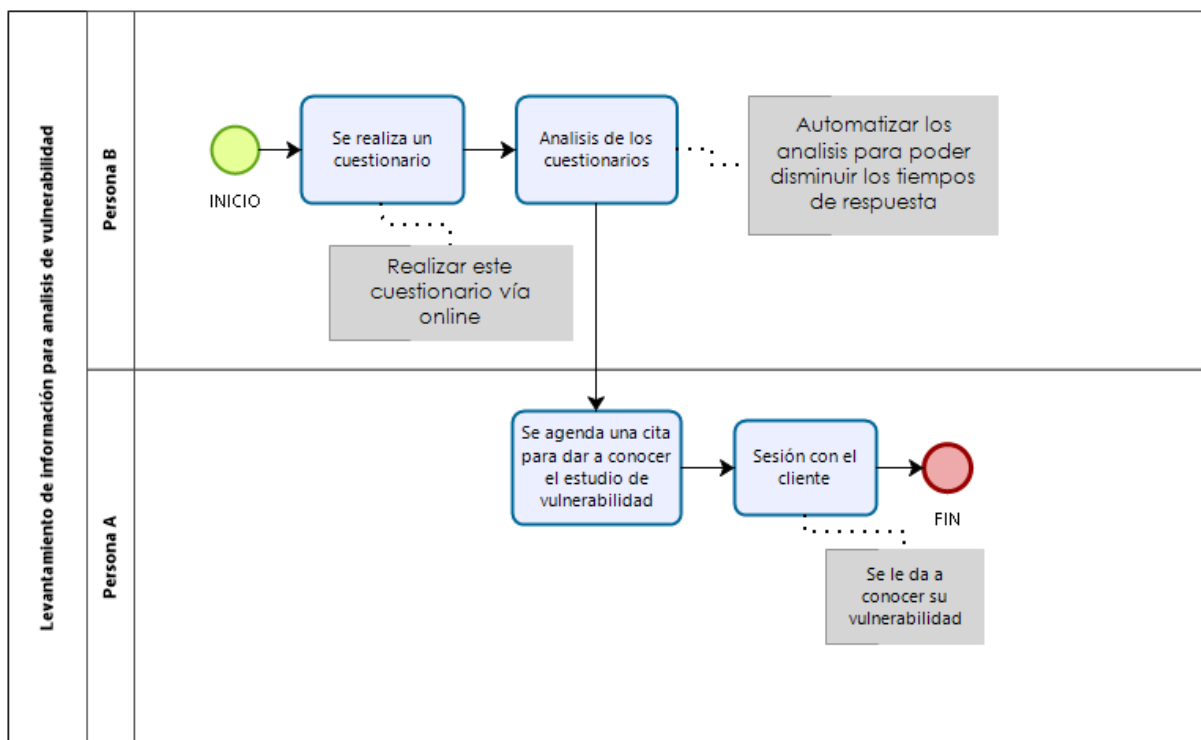 Levantamiento de información para analisis de vulnerabilidad
Persona B
INICIO
Se realiza un
cuestionario
Analisis de los
cuestionarios
Automatizar los
analisis para poder
disminuir los tiempos
de respuesta
Realizar este
cuestionario vía
online
Persona A
Se agenda una cita
para dar a conocer
el estudio de
vulnerabilidad
Sesión con el
cliente
FIN
Se le da a
conocer su
vulnerabilidad